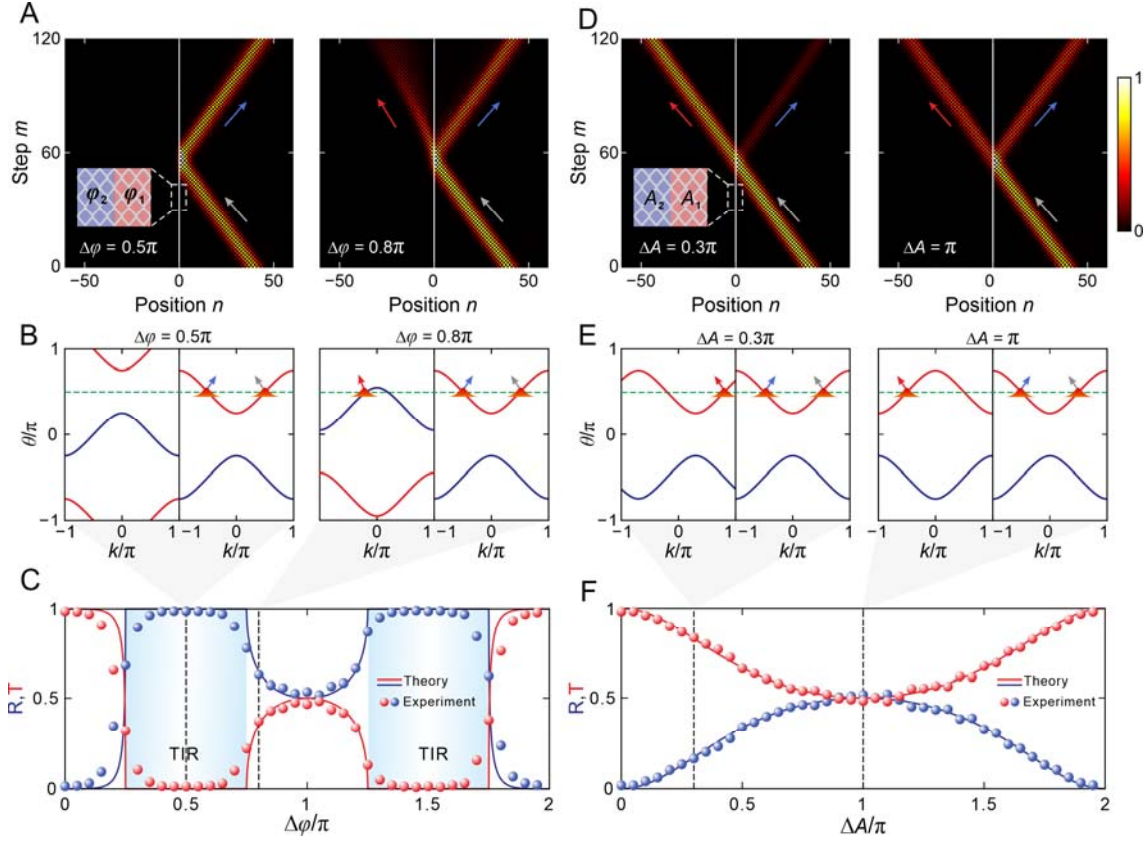 A
D
120
60
0
Step m
−50
0
50
Position n
φ₂
φ₁
Δφ = 0.5π
−50
0
50
Position n
Δφ = 0.8π
120
60
0
Step m
−50
0
50
Position n
A₂
A₁
ΔA = 0.3π
−50
0
50
Position n
ΔA = π
1
0
B
Δφ = 0.5π
Δφ = 0.8π
1
0
−1
θ/π
−1 0 1 −1 0 1
k/π k/π
−1 0 1 −1 0 1
k/π k/π
E
ΔA = 0.3π
ΔA = π
1
0
−1
θ/π
−1 0 1 −1 0 1
k/π k/π
−1 0 1 −1 0 1
k/π k/π
C
1
0.5
0
R,T
TIR
TIR
Theory
Experiment
0 0.5 1 1.5 2
Δφ/π
F
1
0.5
0
R,T
Theory
Experiment
0 0.5 1 1.5 2
ΔA/π